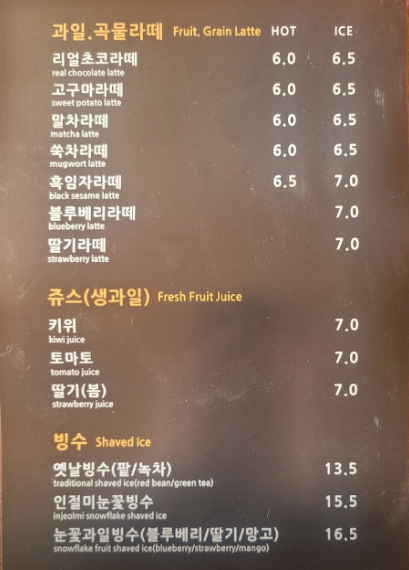 과일.곡물라떼 Fruit, Grain Latte HOT ICE
리얼초코라떼 6.0 6.5
real chocolate latte
고구마라떼 6.0 6.5
sweet potato latte
말차라떼 6.0 6.5
matcha latte
쑥차라떼 6.0 6.5
mugwort latte
흑임자라떼 6.5 7.0
black sesame latte
블루베리라떼 7.0
blueberry latte
딸기라떼 7.0
strawberry latte
쥬스(생과일) Fresh Fruit Juice
키위 7.0
kiwi juice
토마토 7.0
tomato juice
딸기(봄) 7.0
strawberry juice
빙수 Shaved Ice
옛날빙수(팥/녹차) 13.5
traditional shaved ice(red bean/green tea)
인절미눈꽃빙수 15.5
injeolmi snowflake shaved ice
눈꽃과일빙수(블루베리/딸기/망고) 16.5
snowflake fruit shaved ice(blueberry/strawberry/mango)